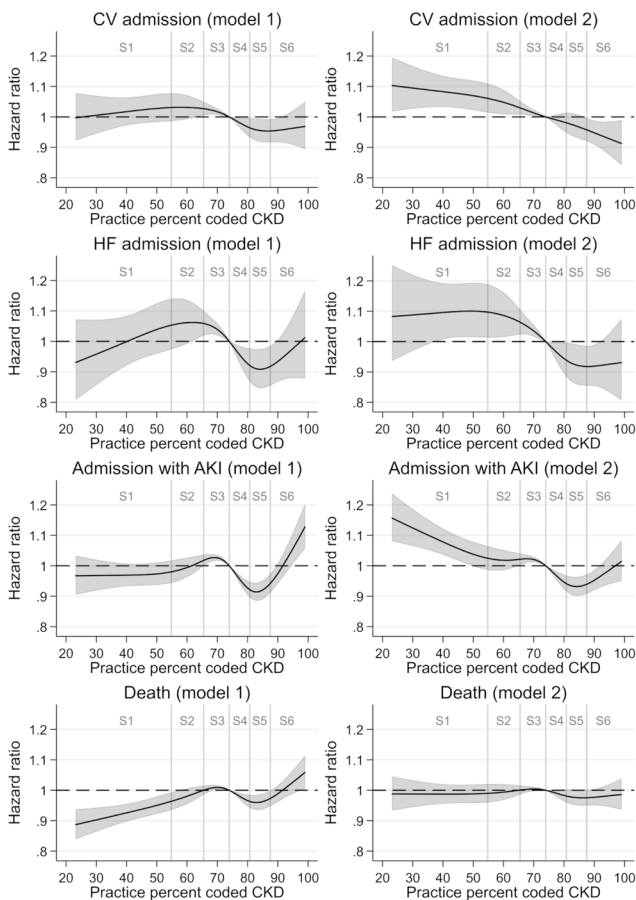 CV admission (model 1)
S1 S2 S3 S4 S5 S6
Hazard ratio
1.2
1.1
1
.9
.8
20 30 40 50 60 70 80 90 100
Practice percent coded CKD
CV admission (model 2)
S1 S2 S3 S4 S5 S6
Hazard ratio
1.2
1.1
1
.9
.8
20 30 40 50 60 70 80 90 100
Practice percent coded CKD
HF admission (model 1)
S1 S2 S3 S4 S5 S6
Hazard ratio
1.2
1.1
1
.9
.8
20 30 40 50 60 70 80 90 100
Practice percent coded CKD
HF admission (model 2)
S1 S2 S3 S4 S5 S6
Hazard ratio
1.2
1.1
1
.9
.8
20 30 40 50 60 70 80 90 100
Practice percent coded CKD
Admission with AKI (model 1)
S1 S2 S3 S4 S5 S6
Hazard ratio
1.2
1.1
1
.9
.8
20 30 40 50 60 70 80 90 100
Practice percent coded CKD
Admission with AKI (model 2)
S1 S2 S3 S4 S5 S6
Hazard ratio
1.2
1.1
1
.9
.8
20 30 40 50 60 70 80 90 100
Practice percent coded CKD
Death (model 1)
S1 S2 S3 S4 S5 S6
Hazard ratio
1.2
1.1
1
.9
.8
20 30 40 50 60 70 80 90 100
Practice percent coded CKD
Death (model 2)
S1 S2 S3 S4 S5 S6
Hazard ratio
1.2
1.1
1
.9
.8
20 30 40 50 60 70 80 90 100
Practice percent coded CKD